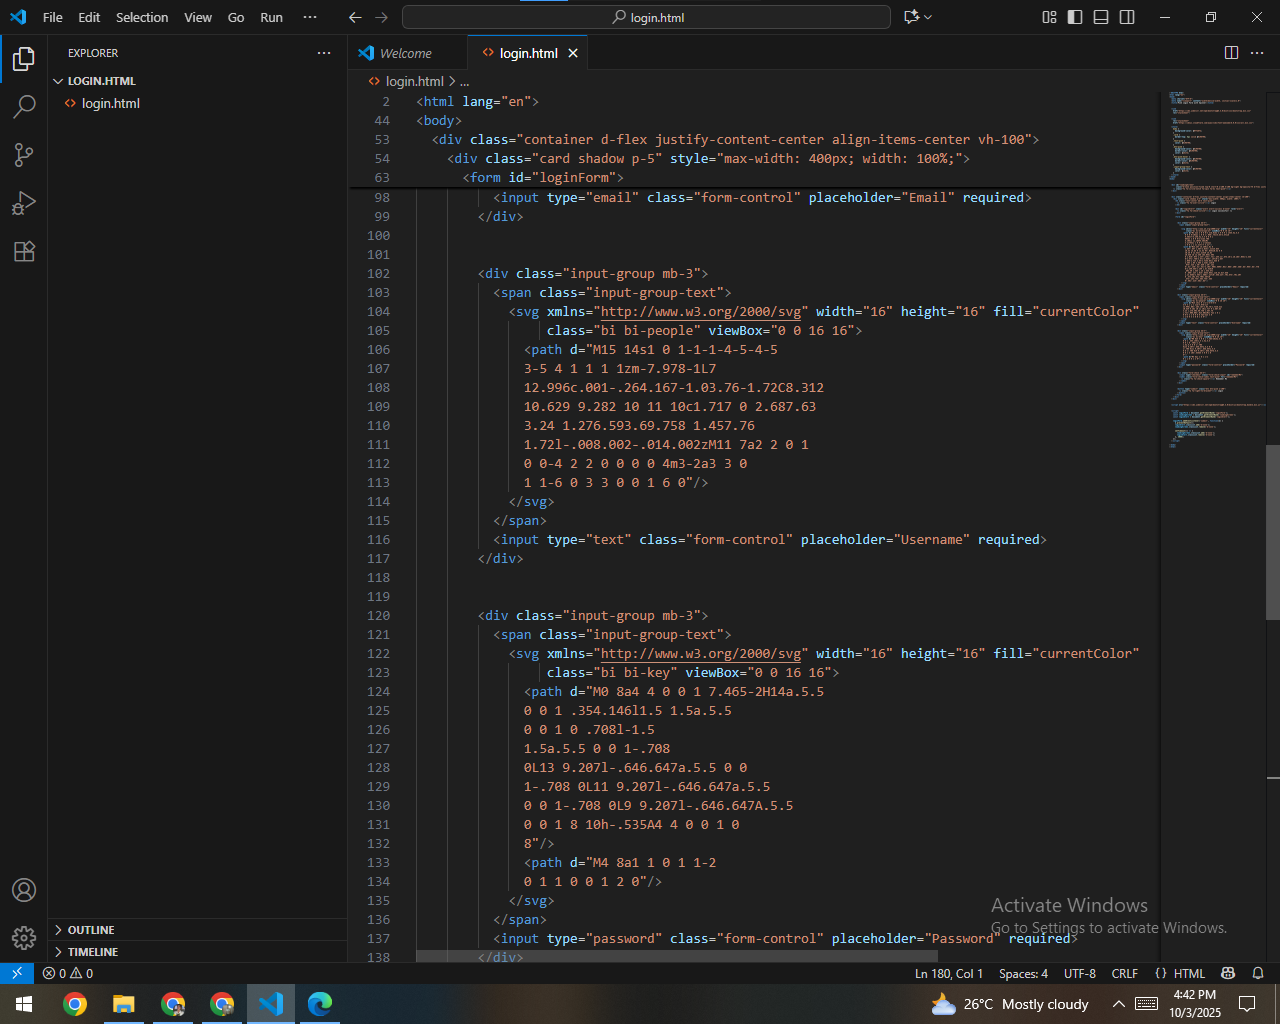 File Edit Selection View Go Run ···
login.html
EXPLORER
LOGIN.HTML
login.html
OUTLINE
TIMELINE
Welcome
login.html
login.html > ...
2 <html lang="en">
44 <body>
53 <div class="container d-flex justify-content-center align-items-center vh-100">
54 <div class="card shadow p-5" style="max-width: 400px; width: 100%;">
63 <form id="loginForm">
98 <input type="email" class="form-control" placeholder="Email" required>
99 </div>
100
101
102 <div class="input-group mb-3">
103 <span class="input-group-text">
104 <svg xmlns="http://www.w3.org/2000/svg" width="16" height="16" fill="currentColor"
105 class="bi bi-people" viewBox="0 0 16 16">
106 <path d="M15 14s1 0 1-1-1-4-5-4-5
107 3-5 4 1 1 1 1zm-7.978-1L7
108 12.996c.001-.264.167-1.03.76-1.72C8.312
109 10.629 9.282 10 11 10c1.717 0 2.687.63
110 3.24 1.276.593.69.758 1.457.76
111 1.72l-.008.002-.014.002zM11 7a2 2 0 1
112 0 0-4 2 2 0 0 0 0 4m3-2a3 3 0
113 1 1-6 0 3 3 0 0 1 6 0"/>
114 </svg>
115 </span>
116 <input type="text" class="form-control" placeholder="Username" required>
117 </div>
118
119
120 <div class="input-group mb-3">
121 <span class="input-group-text">
122 <svg xmlns="http://www.w3.org/2000/svg" width="16" height="16" fill="currentColor"
123 class="bi bi-key" viewBox="0 0 16 16">
124 <path d="M0 8a4 4 0 0 1 7.465-2H14a.5.5
125 0 0 1 .354.146l1.5 1.5a.5.5
126 0 0 1 0 .708l-1.5
127 1.5a.5.5 0 0 1-.708
128 0L13 9.207l-.646.647a.5.5 0 0
129 1-.708 0L11 9.207l-.646.647a.5.5
130 0 0 1-.708 0L9 9.207l-.646.647A.5.5
131 0 0 1 8 10h-.535A4 4 0 0 1 0
132 8"/>
133 <path d="M4 8a1 1 0 1 1-2
134 0 1 1 0 0 1 2 0"/>
135 </svg>
136 </span>
137 <input type="password" class="form-control" placeholder="Password" required>
138 </div>
Activate Windows
Go to Settings to activate Windows.
0 0 Ln 180, Col 1 Spaces: 4 UTF-8 CRLF {} HTML
26°C Mostly cloudy
4:42 PM
10/3/2025